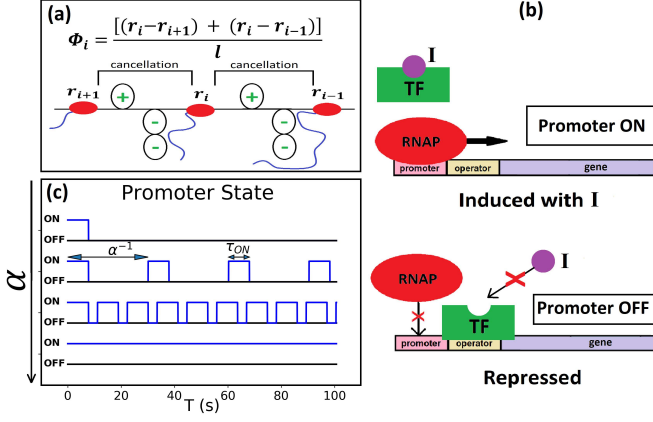 (a)
Φᵢ = [(rᵢ−rᵢ₊₁) + (rᵢ − rᵢ₋₁)] / l
cancellation cancellation
rᵢ₊₁ + rᵢ + rᵢ₋₁
- -
- -
(b)
I
TF
RNAP
Promoter ON
promoter operator gene
Induced with I
RNAP
I
Promoter OFF
TF
promoter operator gene
Repressed
(c) Promoter State
α
ON
OFF
ON α⁻¹ τ_ON
OFF
ON
OFF
ON
OFF
0 20 40 60 80 100
T (s)